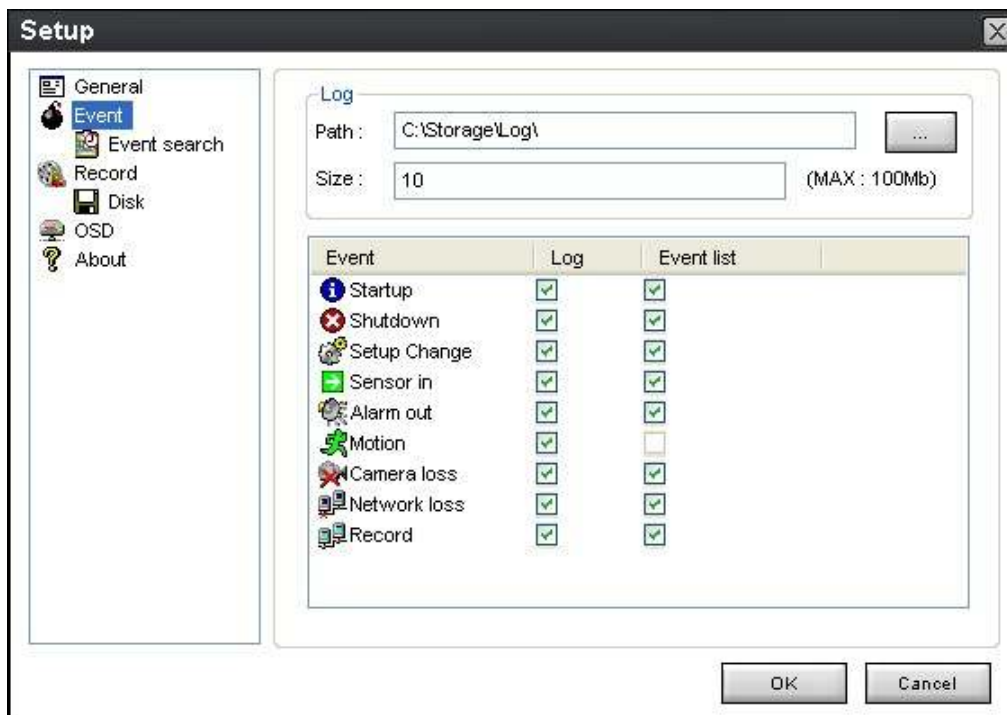 Setup
General
Event
Event search
Record
Disk
OSD
About
Log
Path : C:\Storage\Log\ ...
Size : 10 (MAX : 100Mb)
Event Log Event list
Startup
Shutdown
Setup Change
Sensor in
Alarm out
Motion
Camera loss
Network loss
Record
OK Cancel